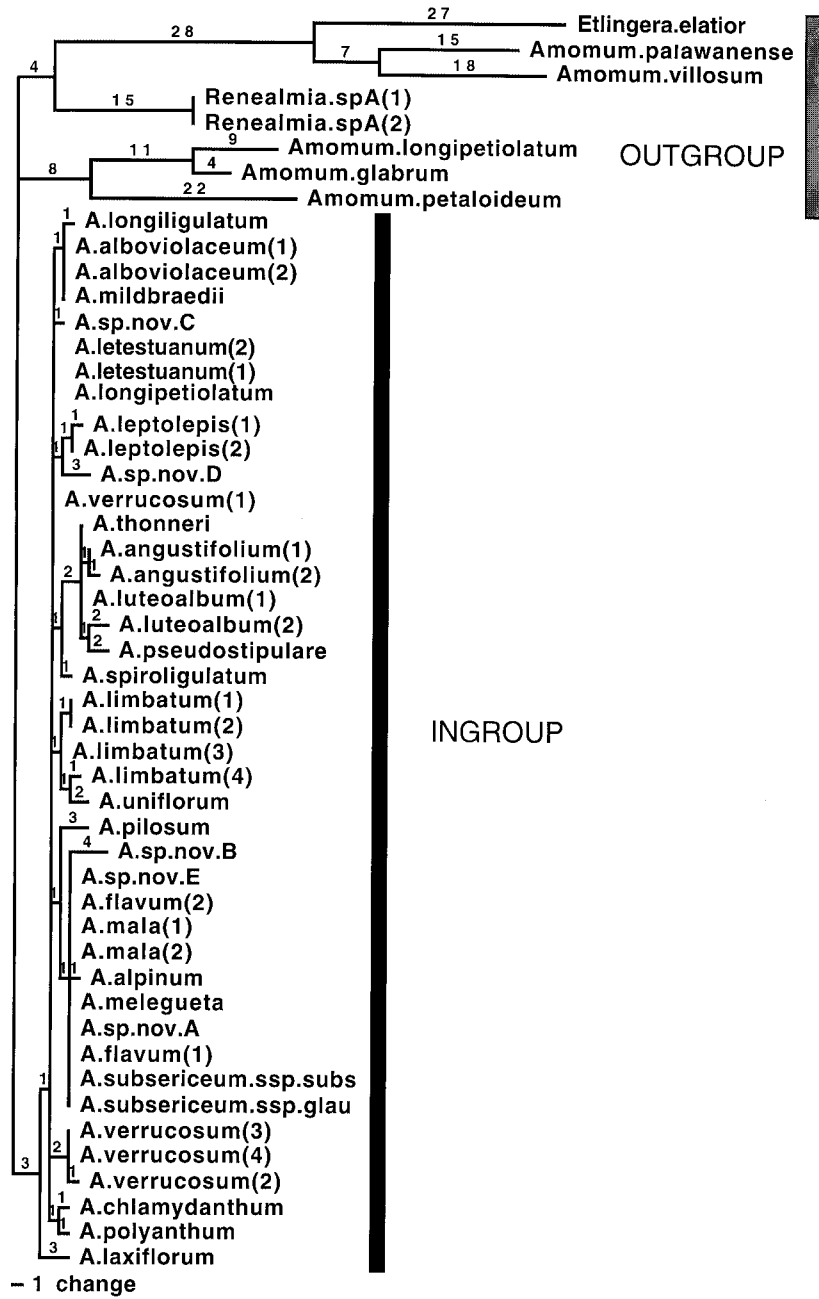 27
Etlingera.elatior
28
15
Amomum.palawanense
7
18
Amomum.villosum
4
15
Renealmia.spA(1)
Renealmia.spA(2)
9
Amomum.longipetiolatum
11
4
Amomum.glabrum
OUTGROUP
8
22
Amomum.petaloideum
1
A.longiligulatum
1
A.alboviolaceum(1)
A.alboviolaceum(2)
A.mildbraedii
1
A.sp.nov.C
A.letestuanum(2)
A.letestuanum(1)
A.longipetiolatum
1
1
A.leptolepis(1)
1
A.leptolepis(2)
3
A.sp.nov.D
A.verrucosum(1)
A.thonneri
1
A.angustifolium(1)
1
A.angustifolium(2)
2
A.luteoalbum(1)
2
A.luteoalbum(2)
1
1
2
A.pseudostipulare
1
A.spiroligulatum
1
A.limbatum(1)
A.limbatum(2)
INGROUP
1
A.limbatum(3)
1
1
A.limbatum(4)
2
A.uniflorum
3
A.pilosum
4
A.sp.nov.B
A.sp.nov.E
1
A.flavum(2)
A.mala(1)
A.mala(2)
1
1
A.alpinum
A.melegueta
A.sp.nov.A
A.flavum(1)
1
A.subsericeum.ssp.subs
A.subsericeum.ssp.glau
A.verrucosum(3)
2
A.verrucosum(4)
3
1
A.verrucosum(2)
1
A.chlamydanthum
1
1
A.polyanthum
3
A.laxiflorum
1 change